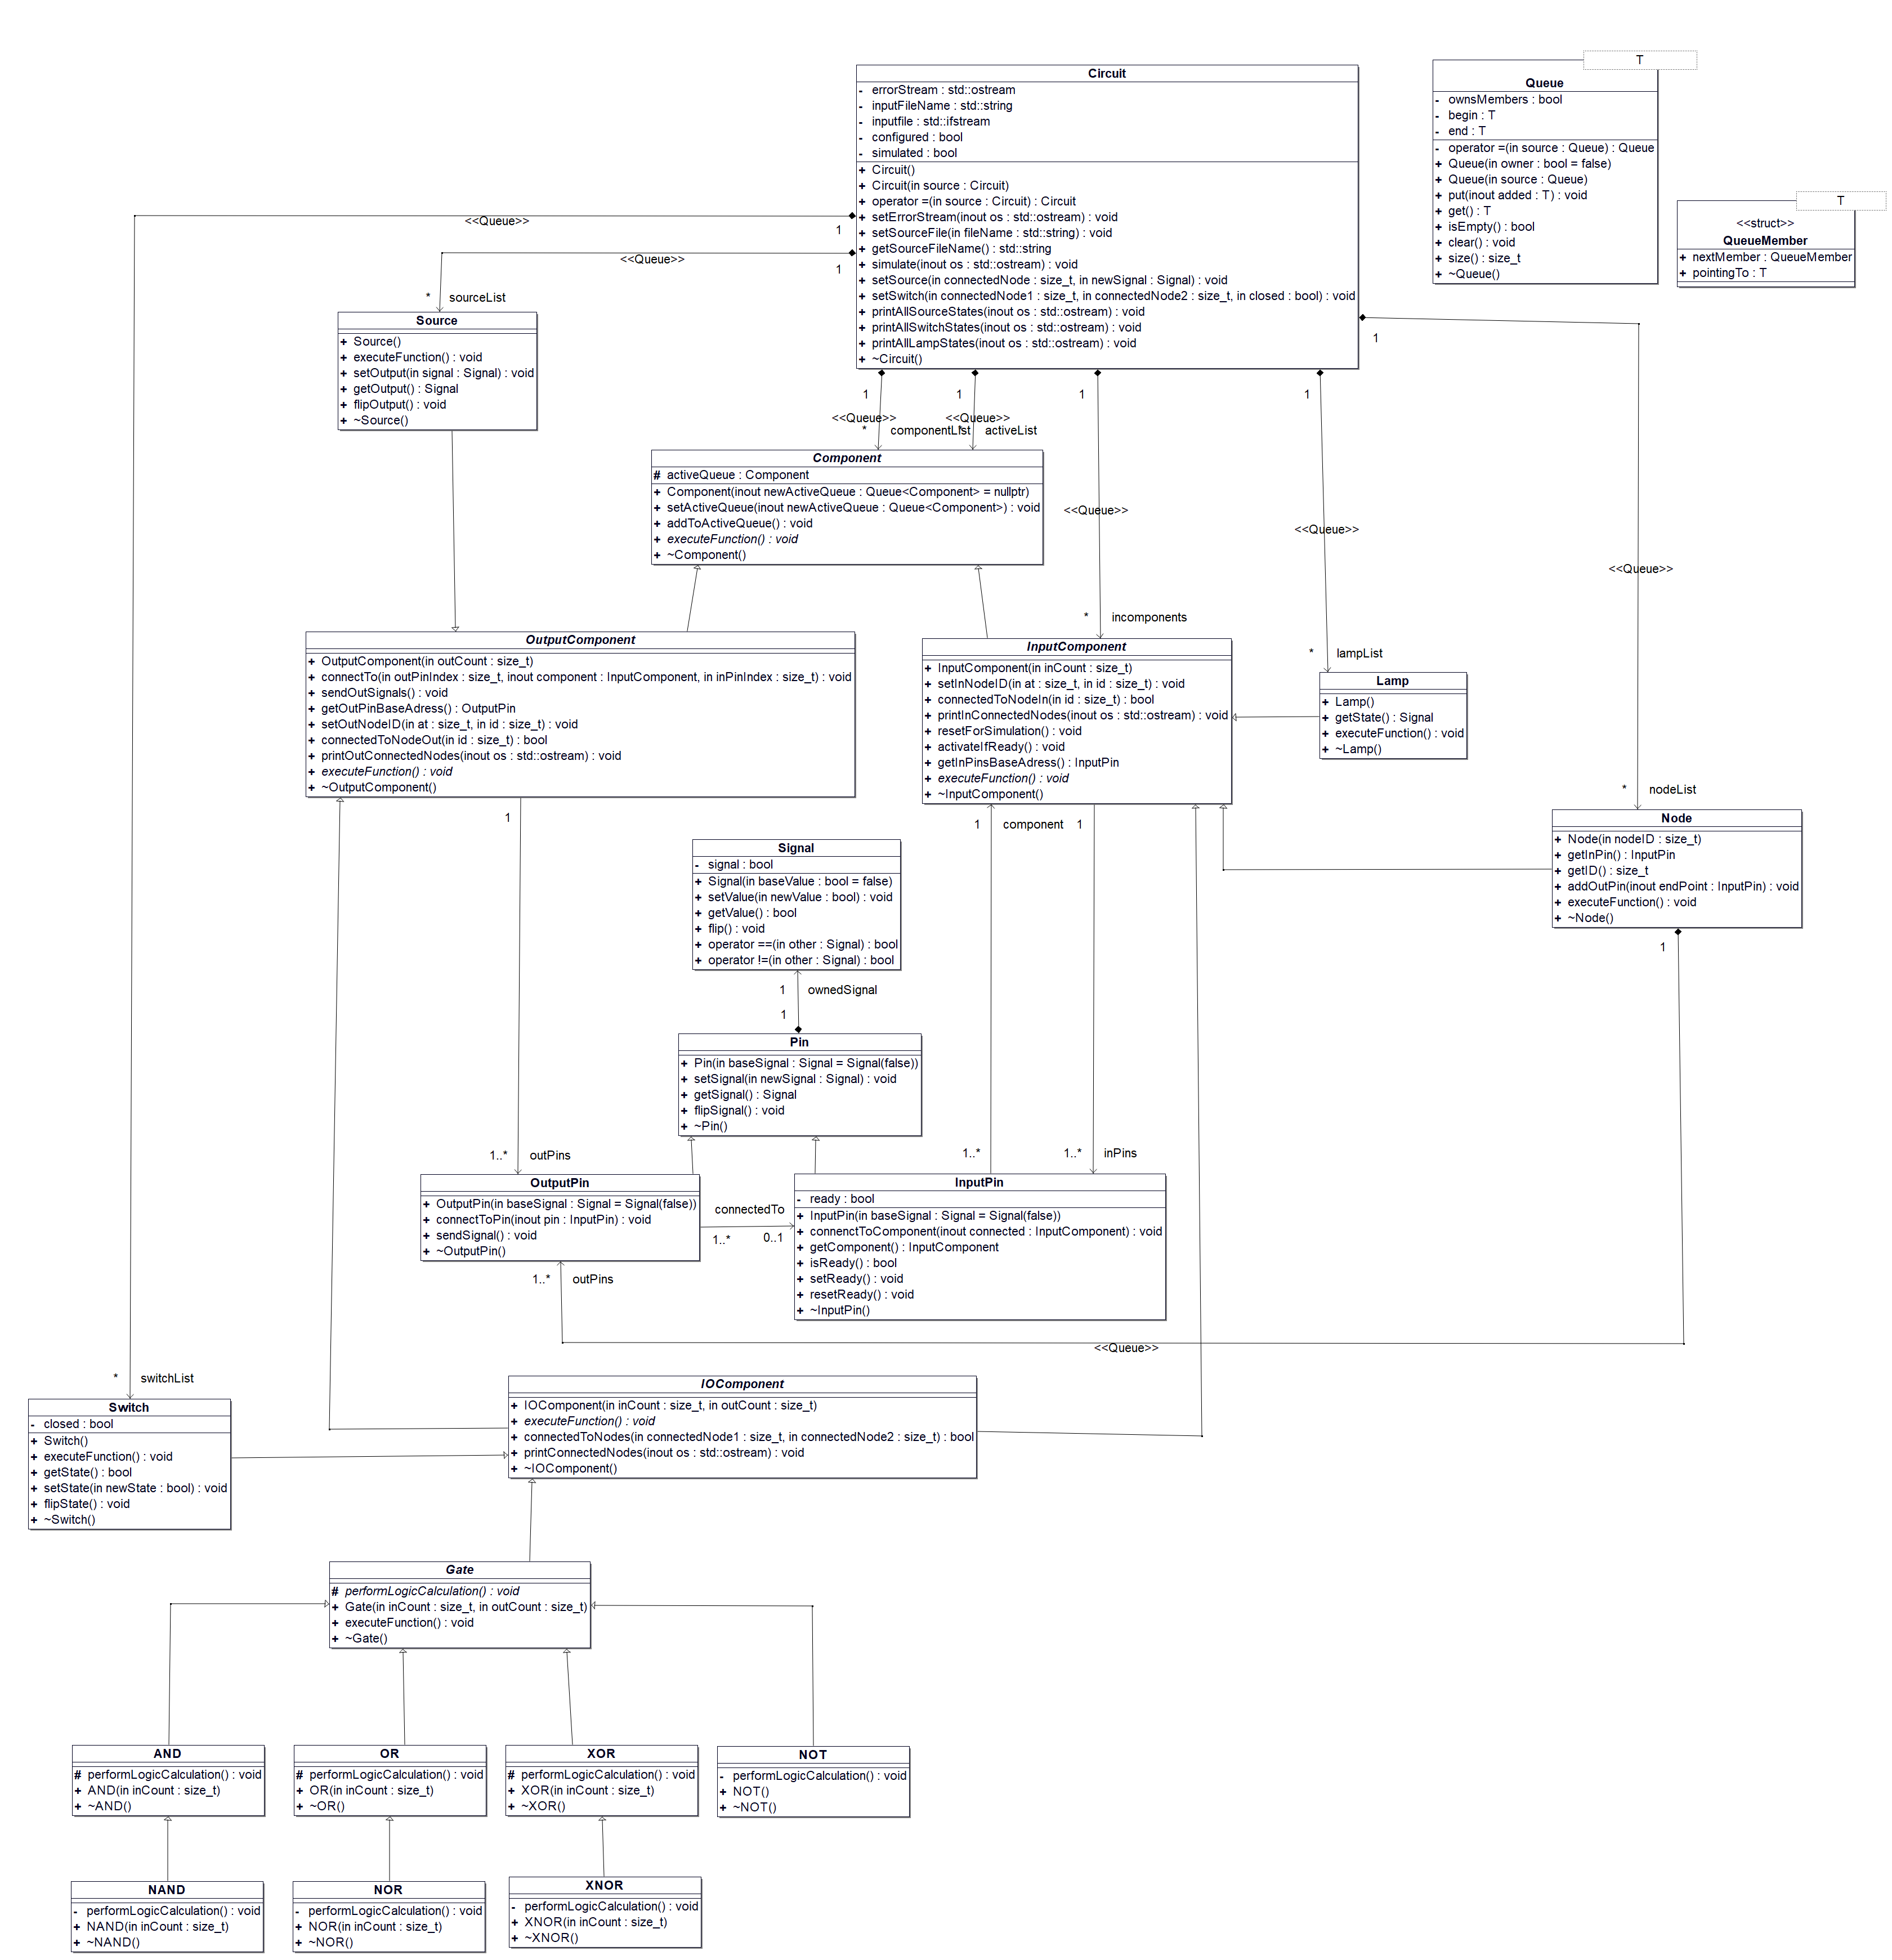 T
Circuit
- errorStream : std::ostream
- inputFileName : std::string
- inputfile : std::ifstream
- configured : bool
- simulated : bool
+ Circuit()
+ Circuit(in source : Circuit)
+ operator =(in source : Circuit) : Circuit
+ setErrorStream(inout os : std::ostream) : void
+ setSourceFile(in fileName : std::string) : void
+ getSourceFileName() : std::string
+ simulate(inout os : std::ostream) : void
+ setSource(in connectedNode : size_t, in newSignal : Signal) : void
+ setSwitch(in connectedNode1 : size_t, in connectedNode2 : size_t, in closed : bool) : void
+ printAllSourceStates(inout os : std::ostream) : void
+ printAllSwitchStates(inout os : std::ostream) : void
+ printAllLampStates(inout os : std::ostream) : void
+ ~Circuit()
Queue
- ownsMembers : bool
- begin : T
- end : T
- operator =(in source : Queue) : Queue
+ Queue(in owner : bool = false)
+ Queue(in source : Queue)
+ put(inout added : T) : void
+ get() : T
+ isEmpty() : bool
+ clear() : void
+ size() : size_t
+ ~Queue()
T
<<struct>>
QueueMember
+ nextMember : QueueMember
+ pointingTo : T
<<Queue>>
1
<<Queue>>
1
* sourceList
1
Source
+ Source()
+ executeFunction() : void
+ setOutput(in signal : Signal) : void
+ getOutput() : Signal
+ flipOutput() : void
+ ~Source()
1
1
1
1
<<Queue>>
<<Queue>>
* componentList
* activeList
Component
# activeQueue : Component
+ Component(inout newActiveQueue : Queue<Component> = nullptr)
+ setActiveQueue(inout newActiveQueue : Queue<Component>) : void
+ addToActiveQueue() : void
+ executeFunction() : void
+ ~Component()
<<Queue>>
<<Queue>>
<<Queue>>
* incomponents
* lampList
OutputComponent
+ OutputComponent(in outCount : size_t)
+ connectTo(in outPinIndex : size_t, inout component : InputComponent, in inPinIndex : size_t) : void
+ sendOutSignals() : void
+ getOutPinBaseAdress() : OutputPin
+ setOutNodeID(in at : size_t, in id : size_t) : void
+ connectedToNodeOut(in id : size_t) : bool
+ printOutConnectedNodes(inout os : std::ostream) : void
+ executeFunction() : void
+ ~OutputComponent()
InputComponent
+ InputComponent(in inCount : size_t)
+ setInNodeID(in at : size_t, in id : size_t) : void
+ connectedToNodeIn(in id : size_t) : bool
+ printInConnectedNodes(inout os : std::ostream) : void
+ resetForSimulation() : void
+ activateIfReady() : void
+ getInPinsBaseAdress() : InputPin
+ executeFunction() : void
+ ~InputComponent()
Lamp
+ Lamp()
+ getState() : Signal
+ executeFunction() : void
+ ~Lamp()
* nodeList
Node
+ Node(in nodeID : size_t)
+ getInPin() : InputPin
+ getID() : size_t
+ addOutPin(inout endPoint : InputPin) : void
+ executeFunction() : void
+ ~Node()
1
1
component
1
1
Signal
- signal : bool
+ Signal(in baseValue : bool = false)
+ setValue(in newValue : bool) : void
+ getValue() : bool
+ flip() : void
+ operator ==(in other : Signal) : bool
+ operator !=(in other : Signal) : bool
1 ownedSignal
1
Pin
+ Pin(in baseSignal : Signal = Signal(false))
+ setSignal(in newSignal : Signal) : void
+ getSignal() : Signal
+ flipSignal() : void
+ ~Pin()
1..* outPins
1..*
1..* inPins
OutputPin
+ OutputPin(in baseSignal : Signal = Signal(false))
+ connectToPin(inout pin : InputPin) : void
+ sendSignal() : void
+ ~OutputPin()
connectedTo
1..*
0..1
InputPin
- ready : bool
+ InputPin(in baseSignal : Signal = Signal(false))
+ connenctToComponent(inout connected : InputComponent) : void
+ getComponent() : InputComponent
+ isReady() : bool
+ setReady() : void
+ resetReady() : void
+ ~InputPin()
1..* outPins
<<Queue>>
* switchList
Switch
- closed : bool
+ Switch()
+ executeFunction() : void
+ getState() : bool
+ setState(in newState : bool) : void
+ flipState() : void
+ ~Switch()
IOComponent
+ IOComponent(in inCount : size_t, in outCount : size_t)
+ executeFunction() : void
+ connectedToNodes(in connectedNode1 : size_t, in connectedNode2 : size_t) : bool
+ printConnectedNodes(inout os : std::ostream) : void
+ ~IOComponent()
Gate
# performLogicCalculation() : void
+ Gate(in inCount : size_t, in outCount : size_t)
+ executeFunction() : void
+ ~Gate()
AND
# performLogicCalculation() : void
+ AND(in inCount : size_t)
+ ~AND()
OR
# performLogicCalculation() : void
+ OR(in inCount : size_t)
+ ~OR()
XOR
# performLogicCalculation() : void
+ XOR(in inCount : size_t)
+ ~XOR()
NOT
- performLogicCalculation() : void
+ NOT()
+ ~NOT()
NAND
- performLogicCalculation() : void
+ NAND(in inCount : size_t)
+ ~NAND()
NOR
- performLogicCalculation() : void
+ NOR(in inCount : size_t)
+ ~NOR()
XNOR
- performLogicCalculation() : void
+ XNOR(in inCount : size_t)
+ ~XNOR()